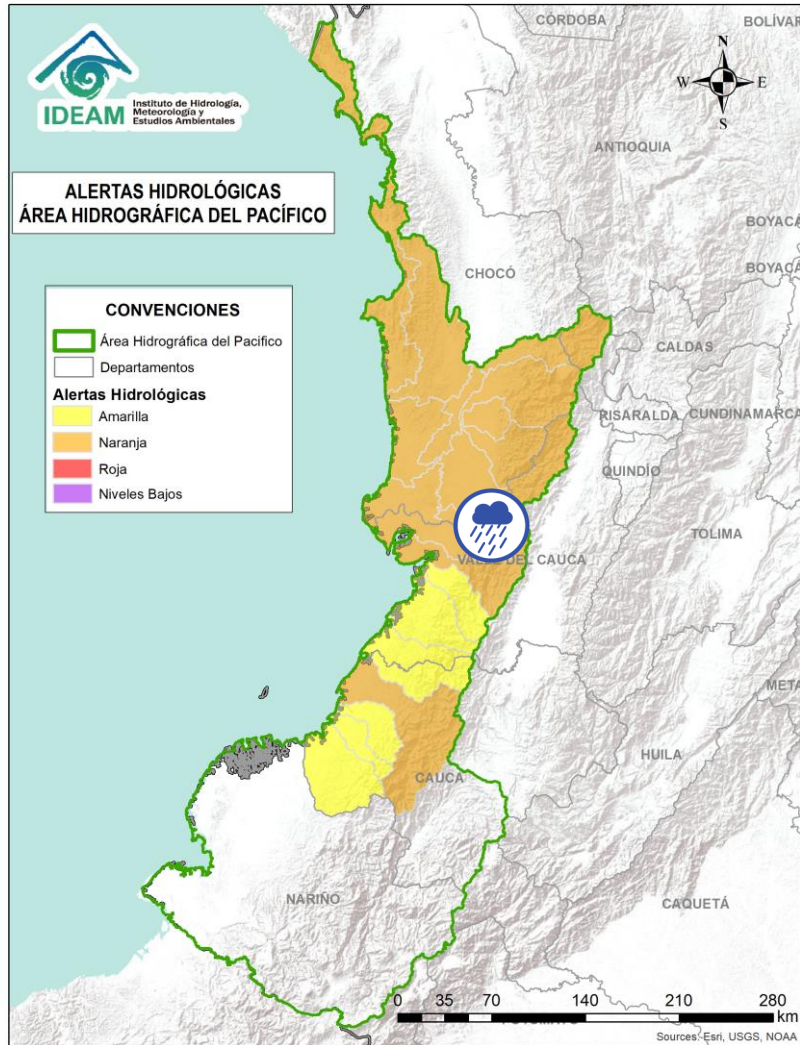 CÓRDOBA
BOLÍVAR
N
W E
S
IDEAM
Instituto de Hidrología,
Meteorología y
Estudios Ambientales
ANTIOQUIA
ALERTAS HIDROLÓGICAS
ÁREA HIDROGRÁFICA DEL PACÍFICO
BOYACÁ
BOYACÁ
CHOCÓ
CONVENCIONES
Área Hidrográfica del Pacifico
Departamentos
Alertas Hidrológicas
Amarilla
Naranja
Roja
Niveles Bajos
CALDAS
RISARALDA
CUNDINAMARCA
QUINDÍO
TOLIMA
VALLE DEL CAUCA
META
HUILA
CAUCA
NARIÑO
CAQUETÁ
0 35 70 140 210 280
km
Sources: Esri, USGS, NOAA